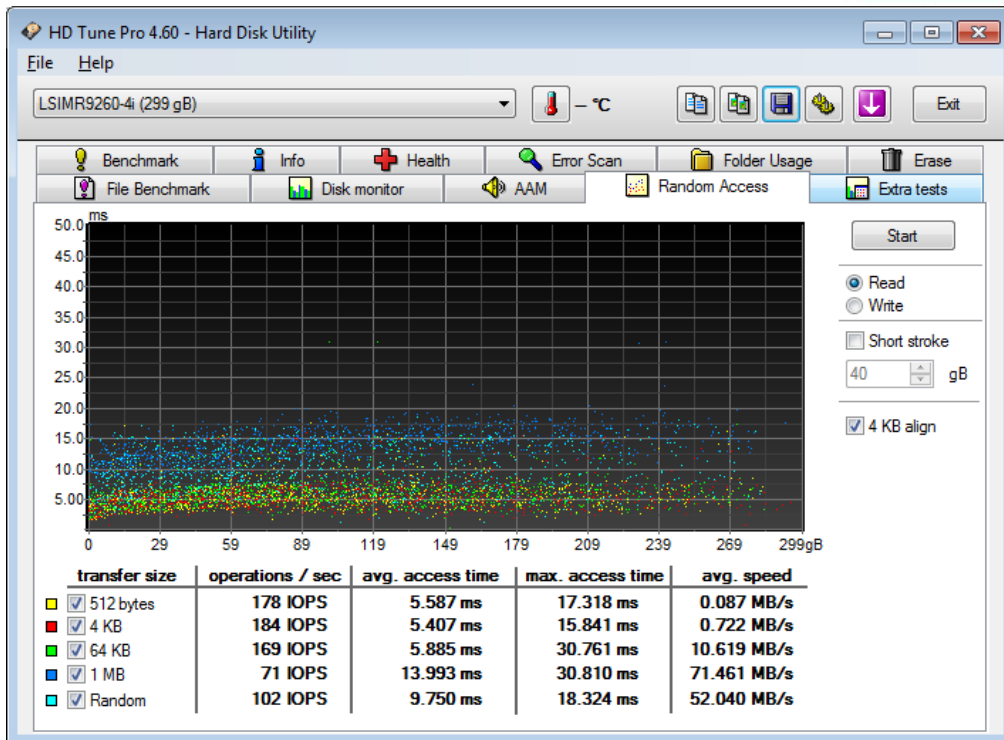 HD Tune Pro 4.60 - Hard Disk Utility
File Help
LSIMR9260-4i (299 gB) – °C Exit
Benchmark Info Health Error Scan Folder Usage Erase
File Benchmark Disk monitor AAM Random Access Extra tests
ms
50.0
45.0
40.0
35.0
30.0
25.0
20.0
15.0
10.0
5.00
0 29 59 89 119 149 179 209 239 269 299gB
Start
Read
Write
Short stroke
40 gB
4 KB align
transfer size operations / sec avg. access time max. access time avg. speed
512 bytes 178 IOPS 5.587 ms 17.318 ms 0.087 MB/s
4 KB 184 IOPS 5.407 ms 15.841 ms 0.722 MB/s
64 KB 169 IOPS 5.885 ms 30.761 ms 10.619 MB/s
1 MB 71 IOPS 13.993 ms 30.810 ms 71.461 MB/s
Random 102 IOPS 9.750 ms 18.324 ms 52.040 MB/s